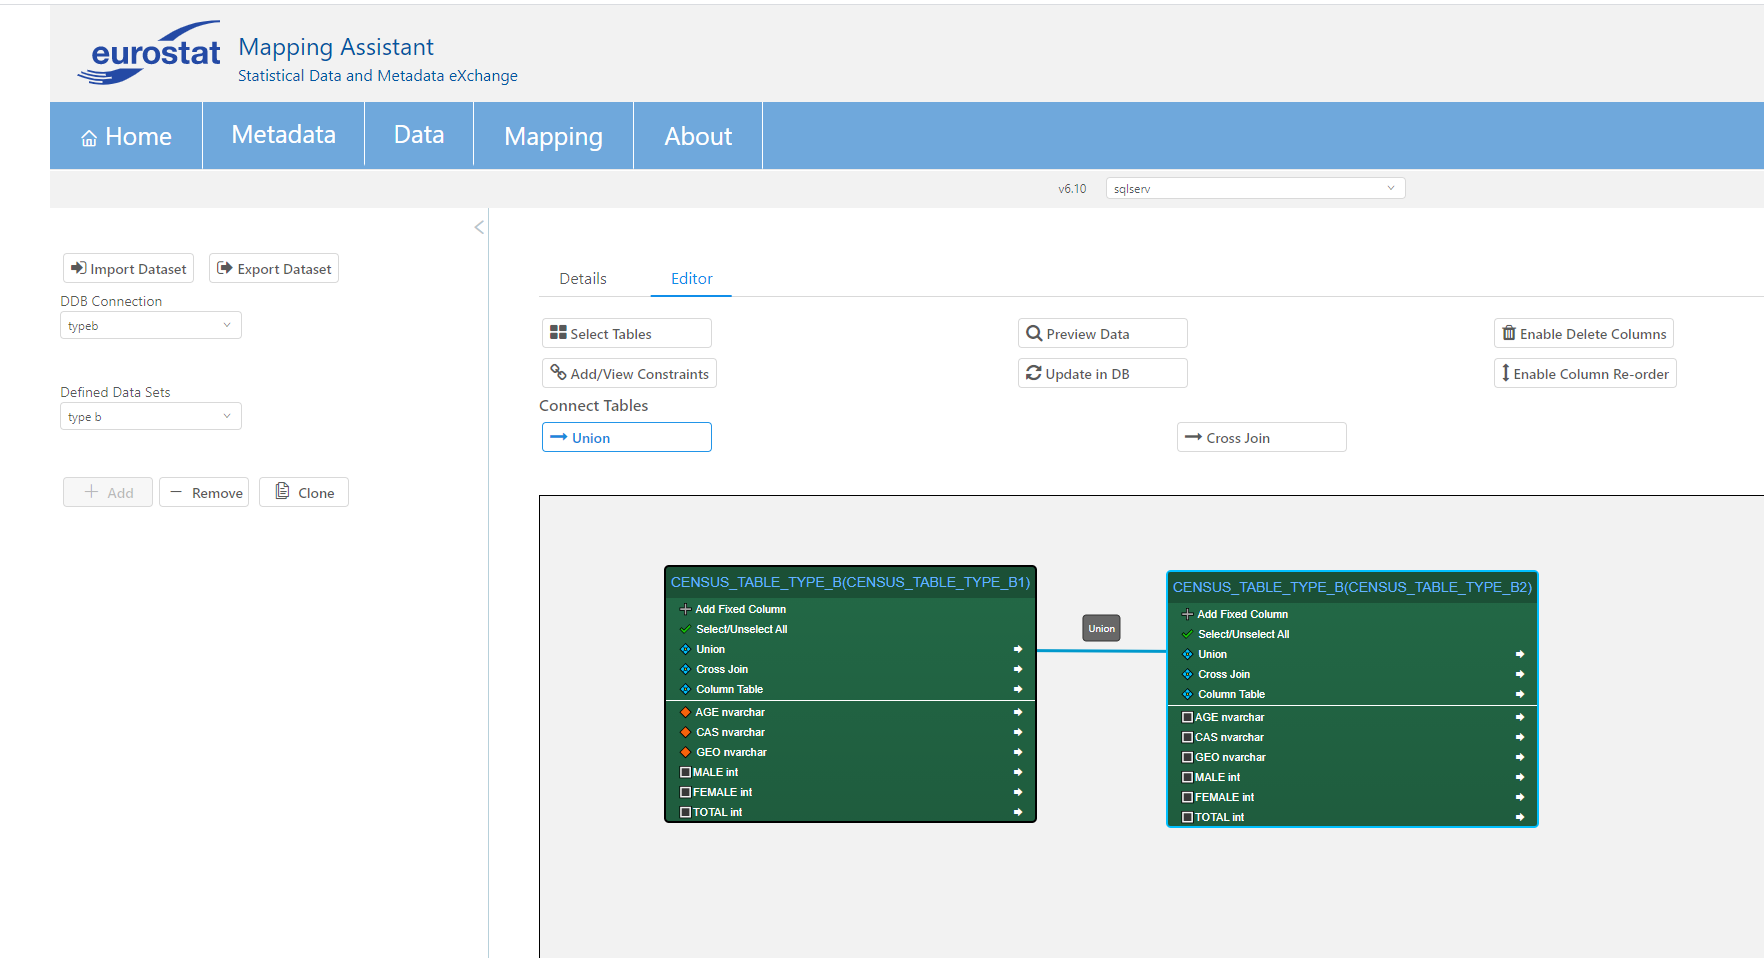 eurostat
Mapping Assistant
Statistical Data and Metadata eXchange
Home Metadata Data Mapping About
v6.10 sqlserv
Import Dataset Export Dataset
DDB Connection
typeb
Defined Data Sets
type b
Add Remove Clone
Details Editor
Select Tables Preview Data Enable Delete Columns
Add/View Constraints Update in DB Enable Column Re-order
Connect Tables
Union Cross Join
CENSUS_TABLE_TYPE_B(CENSUS_TABLE_TYPE_B1)
Add Fixed Column
Select/Unselect All
Union
Cross Join
Column Table
AGE nvarchar
CAS nvarchar
GEO nvarchar
MALE int
FEMALE int
TOTAL int
Union
CENSUS_TABLE_TYPE_B(CENSUS_TABLE_TYPE_B2)
Add Fixed Column
Select/Unselect All
Union
Cross Join
Column Table
AGE nvarchar
CAS nvarchar
GEO nvarchar
MALE int
FEMALE int
TOTAL int